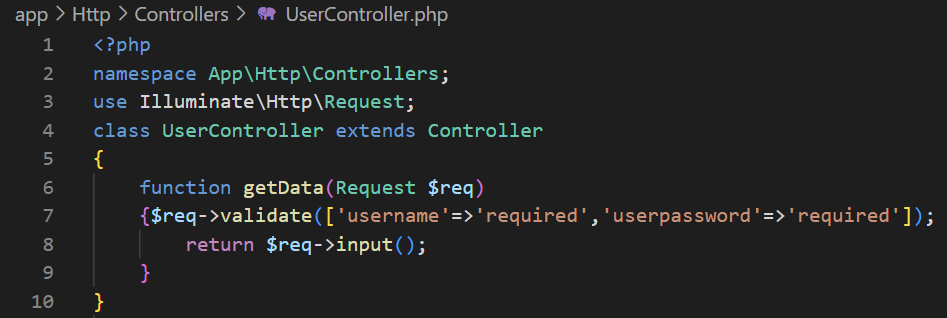 app > Http > Controllers > UserController.php
1 <?php
2 namespace App\Http\Controllers;
3 use Illuminate\Http\Request;
4 class UserController extends Controller
5 {
6     function getData(Request $req)
7     {$req->validate(['username'=>'required','userpassword'=>'required']);
8         return $req->input();
9     }
10 }